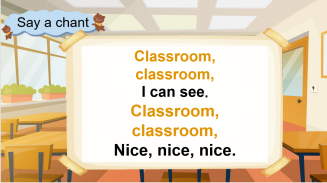 Say a chant
Classroom,
classroom,
I can see.
Classroom,
classroom,
Nice, nice, nice.